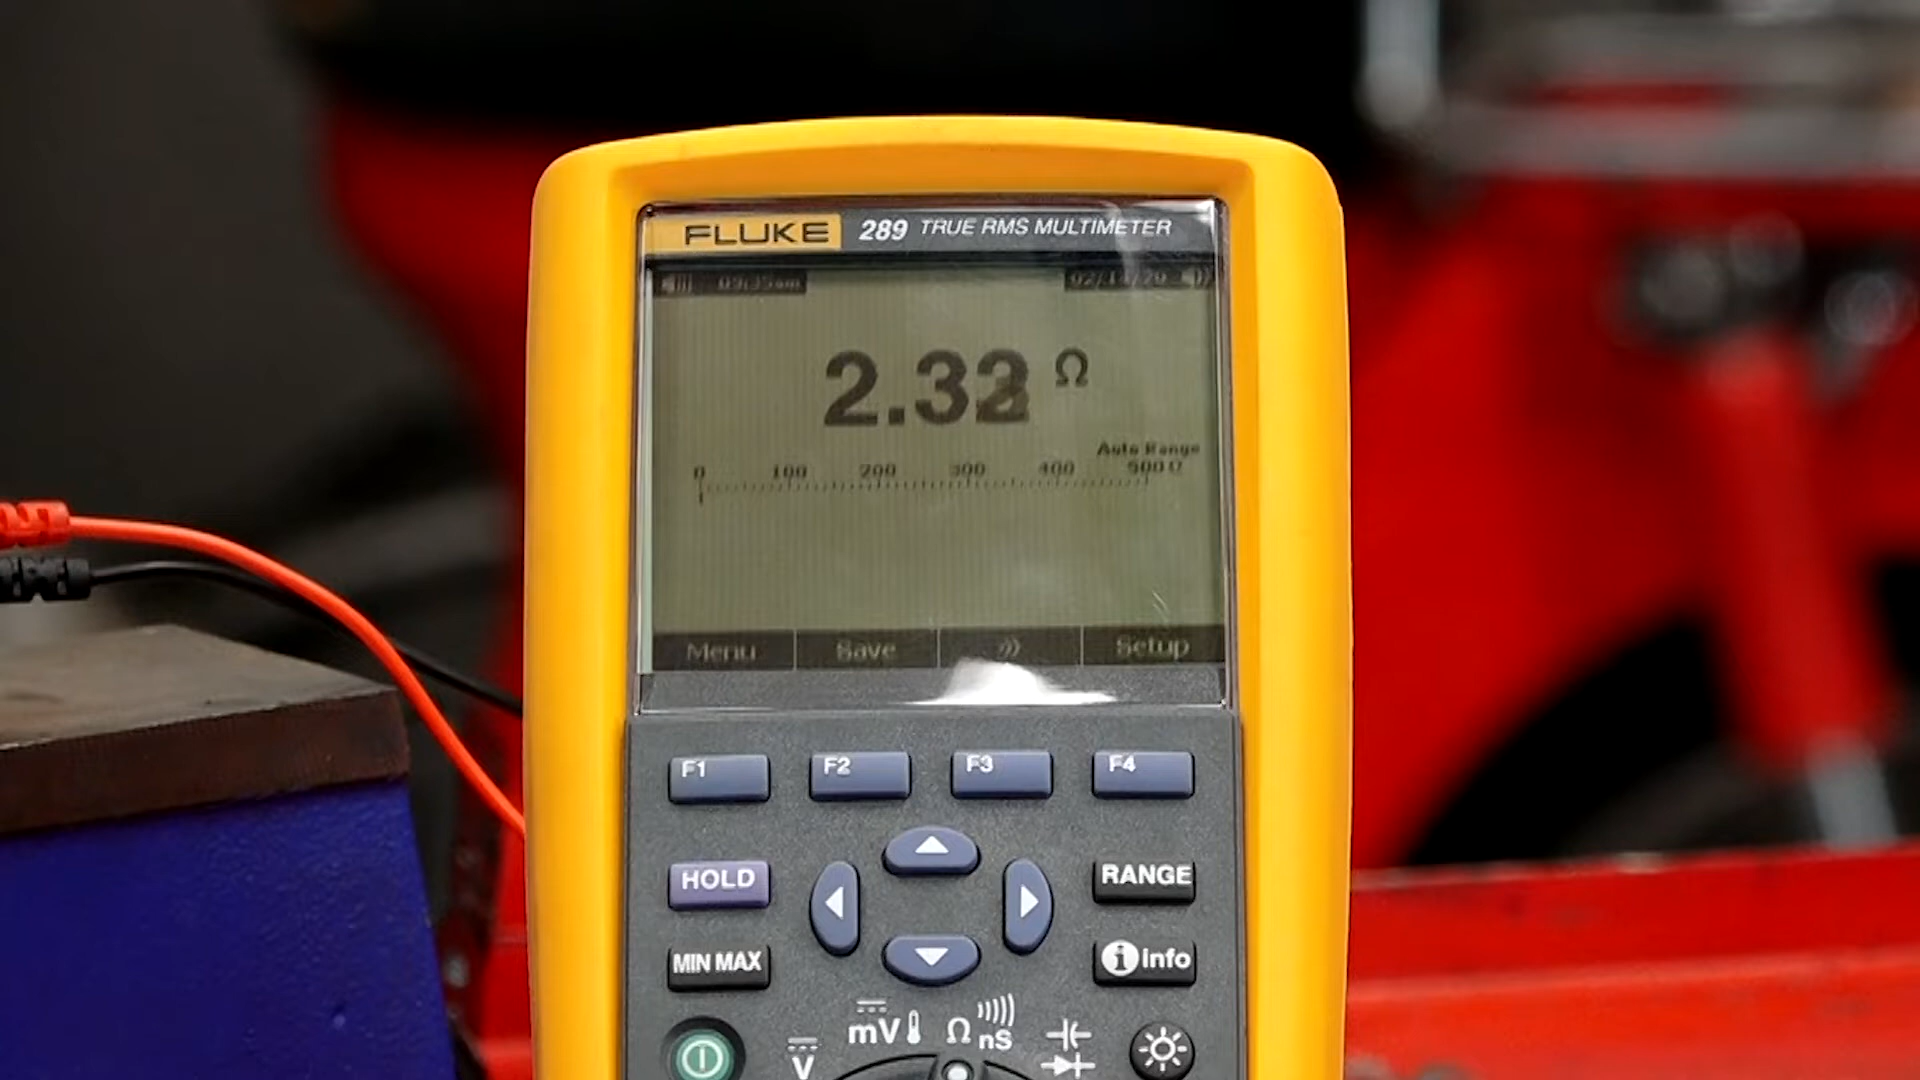 FLUKE 289 TRUE RMS MULTIMETER
2.3 Ω
Auto Range
0 100 200 300 400 500 Ω
Menu Save Setup
F1 F2 F3 F4
HOLD RANGE
MIN MAX info
mV Ω nS
V